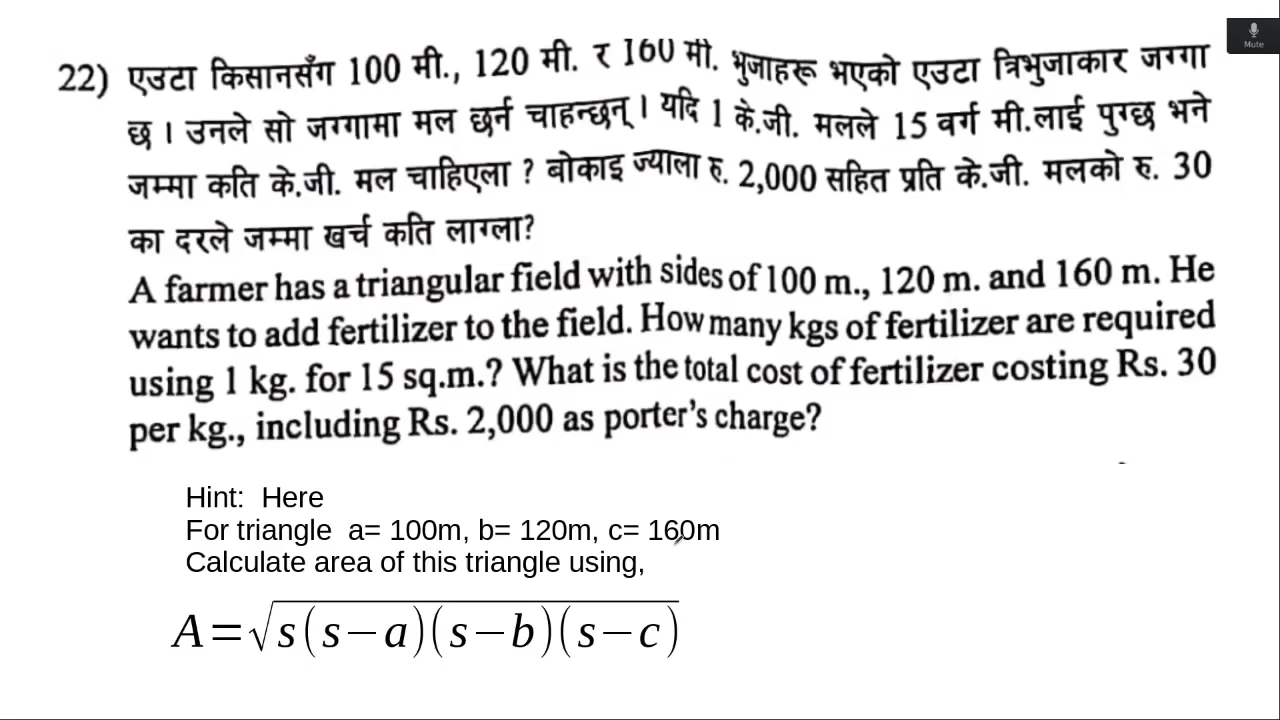 Mute
22) एउटा किसानसँग 100 मी., 120 मी. र 160 मी. भुजाहरू भएको एउटा त्रिभुजाकार जग्गा
छ । उनले सो जग्गामा मल छर्न चाहन्छन् । यदि 1 के.जी. मलले 15 वर्ग मी.लाई पुग्छ भने
जम्मा कति के.जी. मल चाहिएला ? बोकाइ ज्याला रु. 2,000 सहित प्रति के.जी. मलको रु. 30
का दरले जम्मा खर्च कति लाग्ला?
A farmer has a triangular field with sides of 100 m., 120 m. and 160 m. He
wants to add fertilizer to the field. How many kgs of fertilizer are required
using 1 kg. for 15 sq.m.? What is the total cost of fertilizer costing Rs. 30
per kg., including Rs. 2,000 as porter's charge?
Hint: Here
For triangle a= 100m, b= 120m, c= 160m
Calculate area of this triangle using,
A=√s(s−a)(s−b)(s−c)